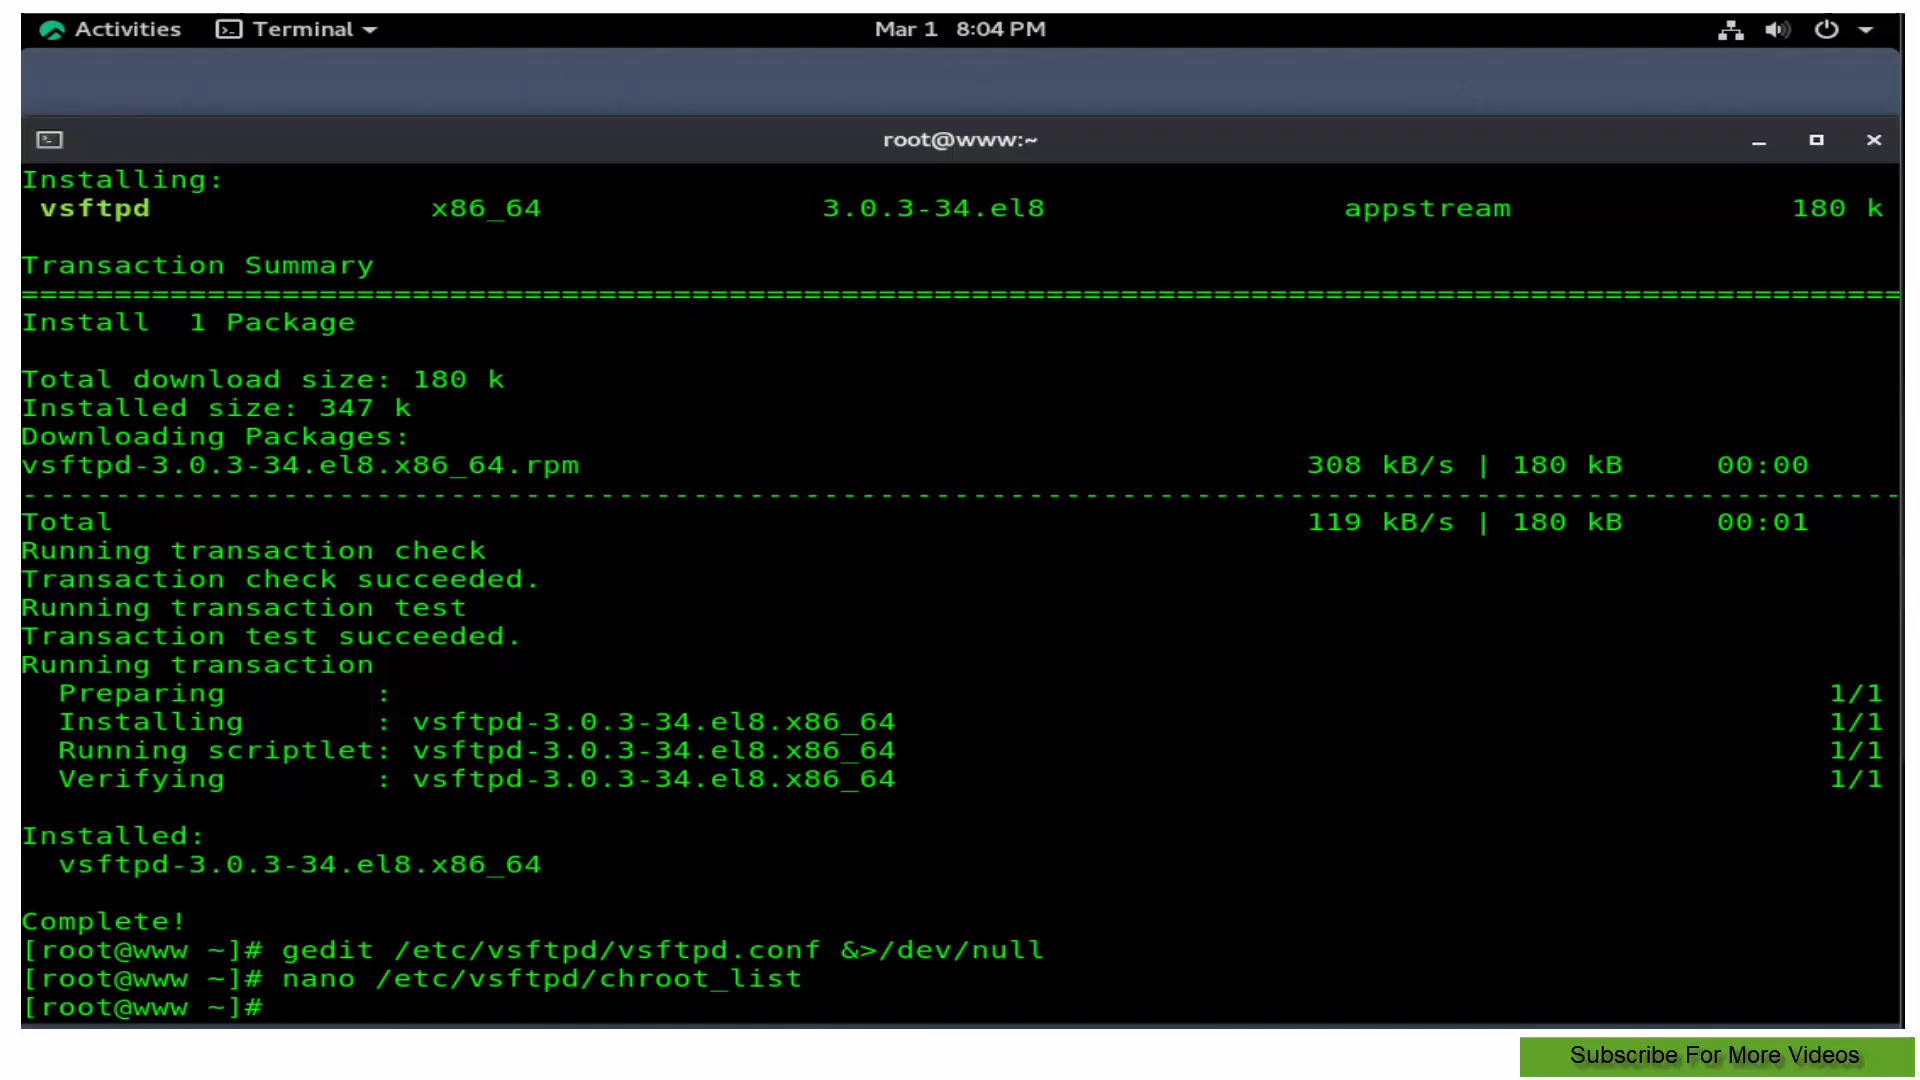 Activities Terminal Mar 1 8:04 PM
root@www:~
Installing:
vsftpd x86_64 3.0.3-34.el8 appstream 180 k
Transaction Summary
================================================================================
Install 1 Package
Total download size: 180 k
Installed size: 347 k
Downloading Packages:
vsftpd-3.0.3-34.el8.x86_64.rpm 308 kB/s | 180 kB 00:00
--------------------------------------------------------------------------------
Total 119 kB/s | 180 kB 00:01
Running transaction check
Transaction check succeeded.
Running transaction test
Transaction test succeeded.
Running transaction
Preparing : 1/1
Installing : vsftpd-3.0.3-34.el8.x86_64 1/1
Running scriptlet: vsftpd-3.0.3-34.el8.x86_64 1/1
Verifying : vsftpd-3.0.3-34.el8.x86_64 1/1
Installed:
vsftpd-3.0.3-34.el8.x86_64
Complete!
[root@www ~]# gedit /etc/vsftpd/vsftpd.conf &>/dev/null
[root@www ~]# nano /etc/vsftpd/chroot_list
[root@www ~]#
Subscribe For More Videos